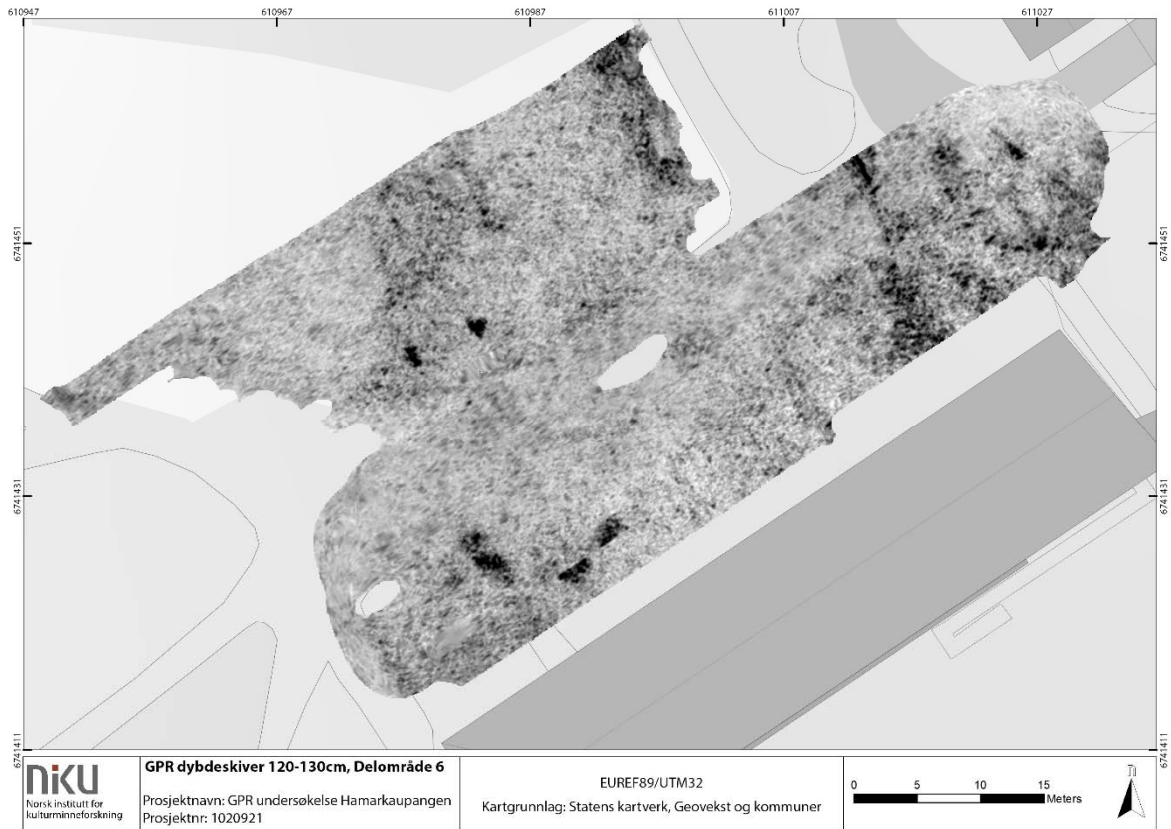 610947
610967
610987
611007
611027
6741451
6741451
6741431
6741431
6741411
6741411
niku
Norsk institutt for
kulturminneforskning
GPR dybdeskiver 120-130cm, Delområde 6
Prosjektnavn: GPR undersøkelse Hamarkaupangen
Prosjektnr: 1020921
EUREF89/UTM32
Kartgrunnlag: Statens kartverk, Geovekst og kommuner
0 5 10 15
Meters